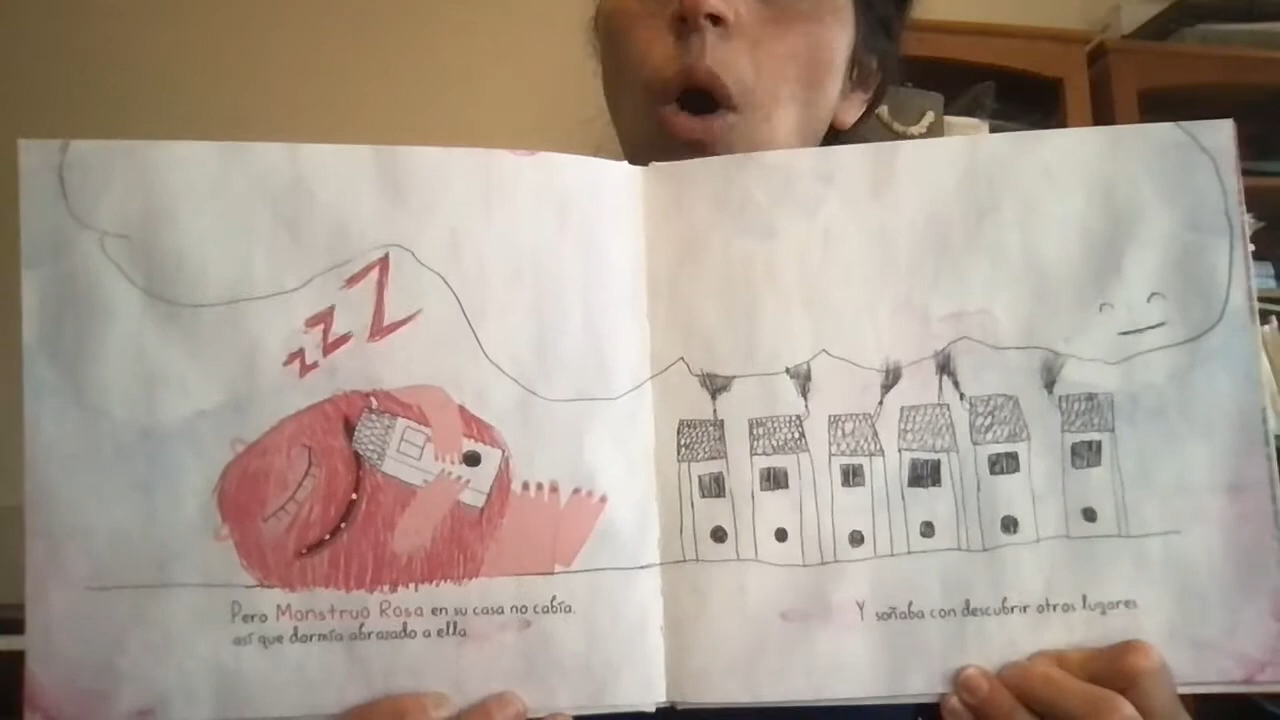 zzZ
Pero Monstruo Rosa en su casa no cabía,
así que dormía abrazado a ella
Y soñaba con descubrir otros lugares